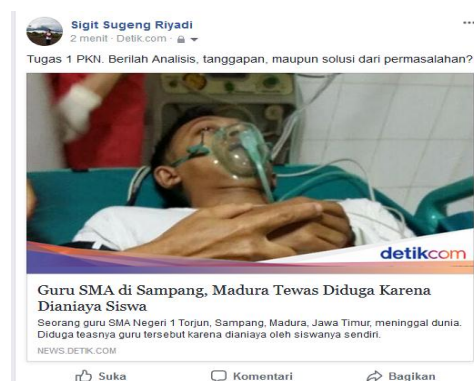 Sigit Sugeng Riyadi
2 menit · Detik.com ·
Tugas 1 PKN. Berilah Analisis, tanggapan, maupun solusi dari permasalahan?
detikcom
Guru SMA di Sampang, Madura Tewas Diduga Karena
Dianiaya Siswa
Seorang guru SMA Negeri 1 Torjun, Sampang, Madura, Jawa Timur, meninggal dunia.
Diduga teasnya guru tersebut karena dianiaya oleh siswanya sendiri.
NEWS.DETIK.COM
Suka Komentari Bagikan